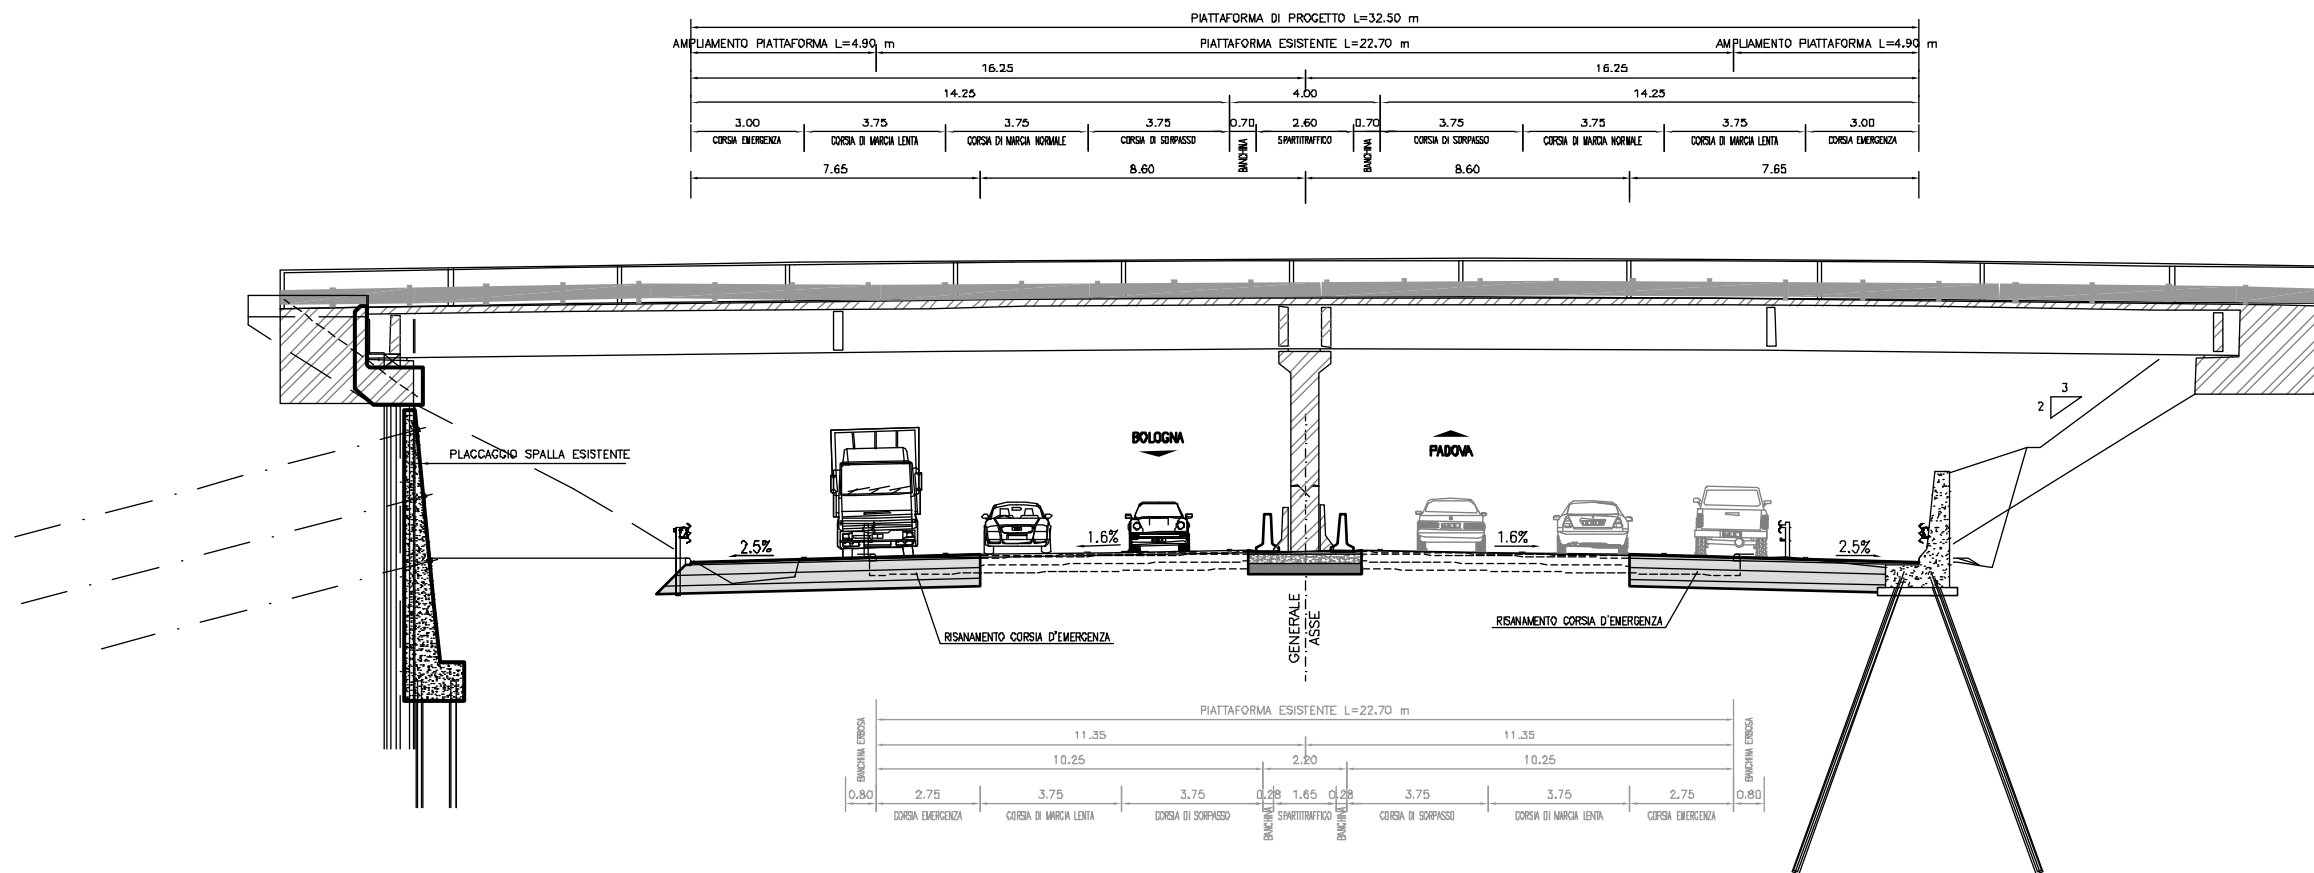 PIATTAFORMA DI PROGETTO L=32.50 m
AMPLIAMENTO PIATTAFORMA L=4.90 m
PIATTAFORMA ESISTENTE L=22.70 m
AMPLIAMENTO PIATTAFORMA L=4.90 m
16.25 16.25
14.25 4.00 14.25
3.00 3.75 3.75 3.75 0.70 2.60 0.70 3.75 3.75 3.75 3.00
CORSIA EMERGENZA CORSIA DI MARCIA LENTA CORSIA DI MARCIA NORMALE CORSIA DI SORPASSO BANCHINA SPARTITRAFFICO BANCHINA CORSIA DI SORPASSO CORSIA DI MARCIA NORMALE CORSIA DI MARCIA LENTA CORSIA EMERGENZA
7.65 8.60 8.60 7.65
3
2
BOLOGNA
PADOVA
PLACCAGGIO SPALLA ESISTENTE
2.5% 1.6% 1.6% 2.5%
RISANAMENTO CORSIA D'EMERGENZA
RISANAMENTO CORSIA D'EMERGENZA
GENERALE
ASSE
PIATTAFORMA ESISTENTE L=22.70 m
BANCHINA ERBOSA
BANCHINA ERBOSA
11.35 11.35
10.25 2.20 10.25
0.80 2.75 3.75 3.75 0.28 1.65 0.28 3.75 3.75 2.75 0.80
CORSIA EMERGENZA CORSIA DI MARCIA LENTA CORSIA DI SORPASSO BANCHINA SPARTITRAFFICO BANCHINA CORSIA DI SORPASSO CORSIA DI MARCIA LENTA CORSIA EMERGENZA